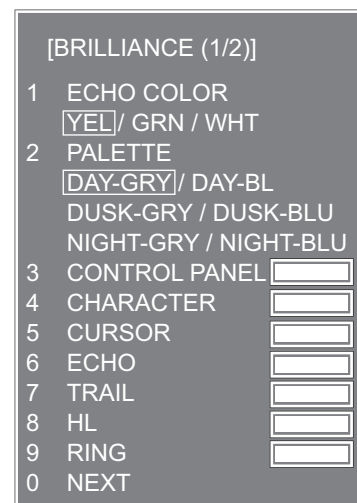 [BRILLIANCE (1/2)]
1 ECHO COLOR
YEL / GRN / WHT
2 PALETTE
DAY-GRY / DAY-BL
DUSK-GRY / DUSK-BLU
NIGHT-GRY / NIGHT-BLU
3 CONTROL PANEL
4 CHARACTER
5 CURSOR
6 ECHO
7 TRAIL
8 HL
9 RING
0 NEXT